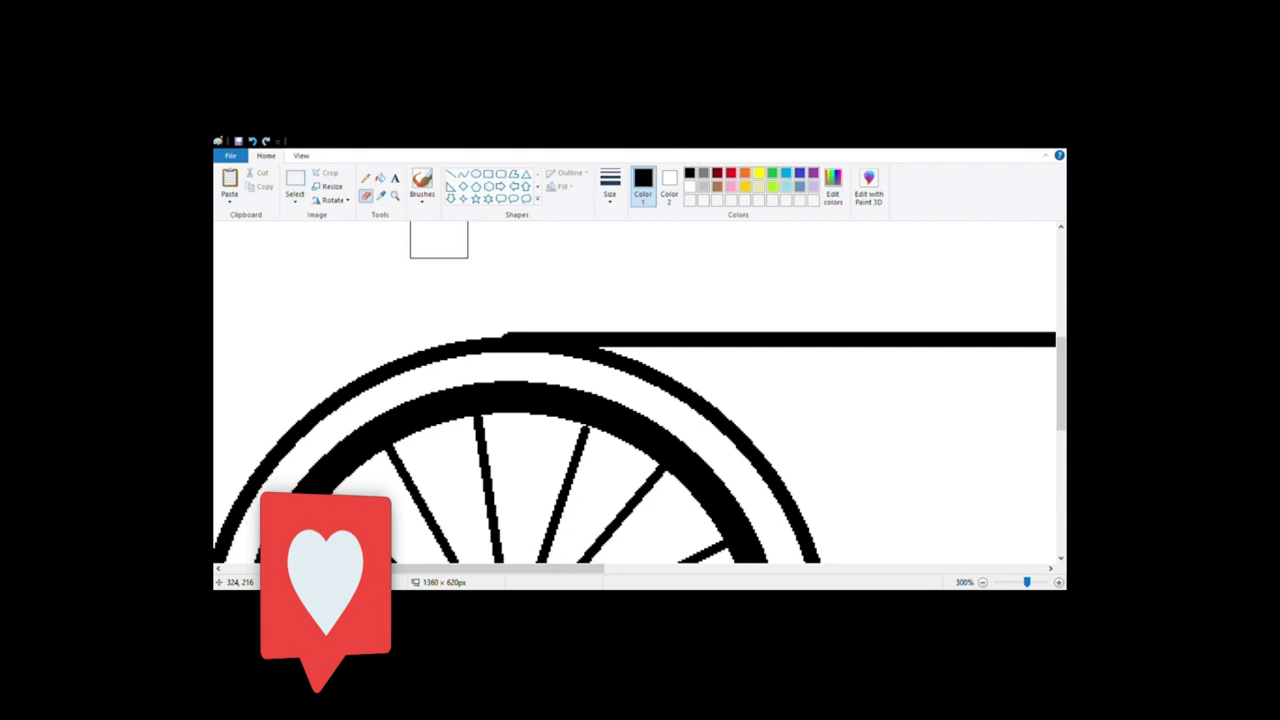 File Home View
Paste
Cut
Copy
Clipboard
Select
Crop
Resize
Rotate
Image
Tools
Brushes
Outline
Fill
Shapes
Size
Color 1
Color 2
Edit colors
Edit with Paint 3D
Colors
324, 216
1360 × 620px
300%